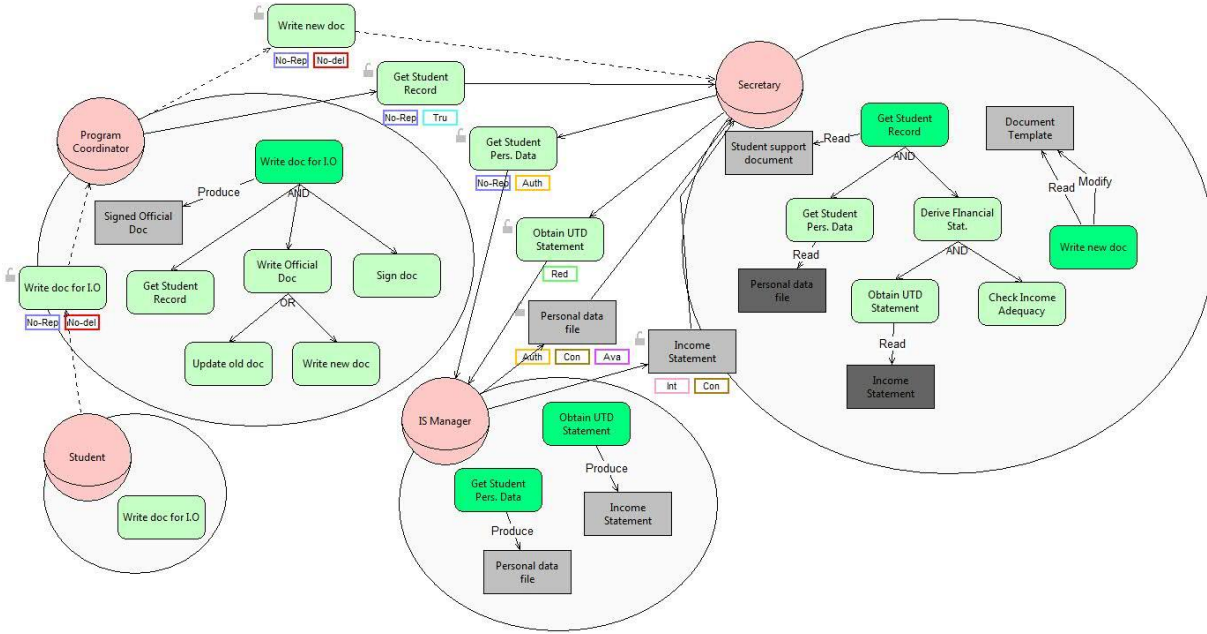 Write new doc
No-Rep No-del
Get Student
Record
No-Rep Tru
Program
Coordinator
Write doc for I.O
AND
Produce
Signed Official
Doc
Get Student
Record
Write Official
Doc
Sign doc
OR
Update old doc
Write new doc
Write doc for I.O
No-Rep No-del
Student
Write doc for I.O
Get Student
Pers. Data
No-Rep Auth
Obtain UTD
Statement
Red
Personal data
file
Auth Con Ava
Income
Statement
Int Con
IS Manager
Obtain UTD
Statement
Produce
Income
Statement
Get Student
Pers. Data
Produce
Personal data
file
Secretary
Student support
document
Read
Get Student
Record
AND
Get Student
Pers. Data
Read
Personal data
file
Derive FInancial
Stat.
AND
Obtain UTD
Statement
Read
Income
Statement
Check Income
Adequacy
Document
Template
Read
Modify
Write new doc